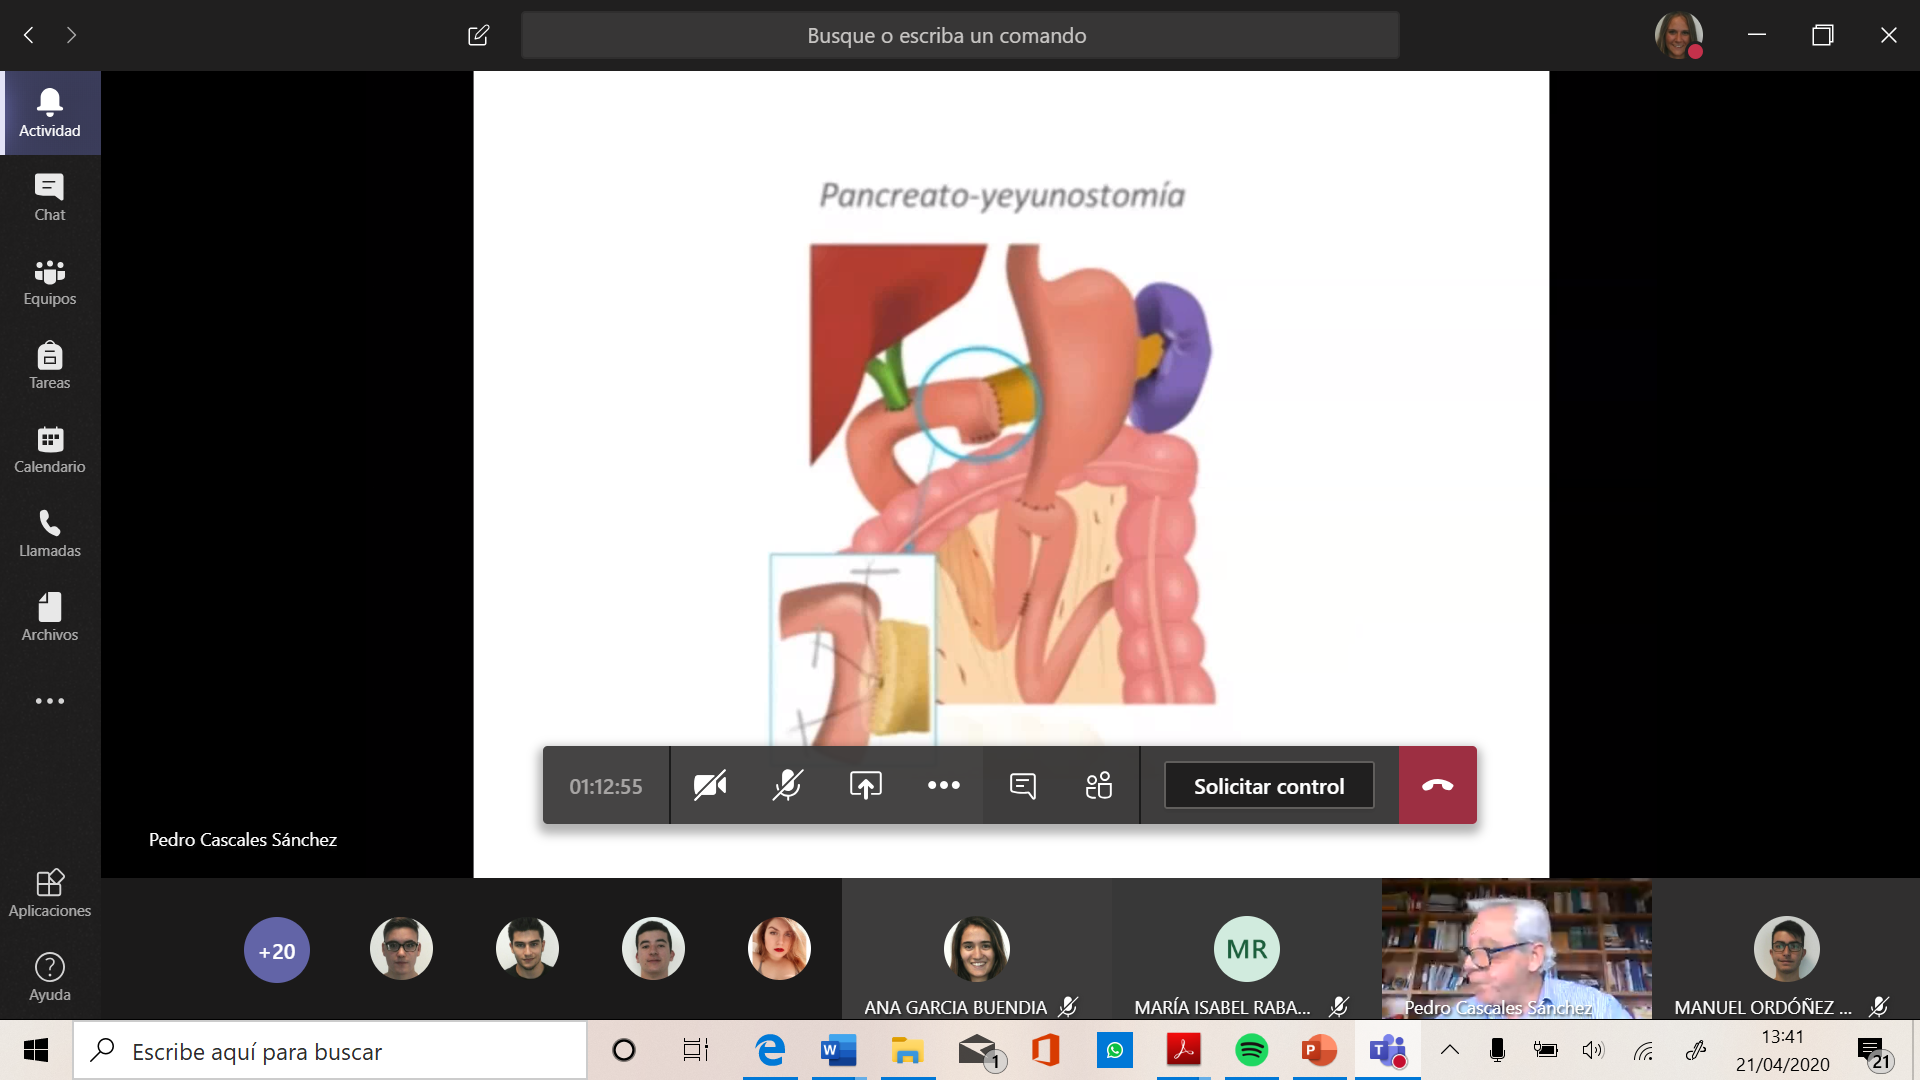 Busque o escriba un comando
Actividad
Chat
Equipos
Tareas
Calendario
Llamadas
Archivos
Aplicaciones
Ayuda
Pancreato-yeyunostomía
01:12:55
Solicitar control
Pedro Cascales Sánchez
+20
ANA GARCIA BUENDIA
MR
MARÍA ISABEL RABA...
Pedro Cascales Sánchez
MANUEL ORDÓÑEZ ...
Escribe aquí para buscar
1
13:41
21/04/2020
21